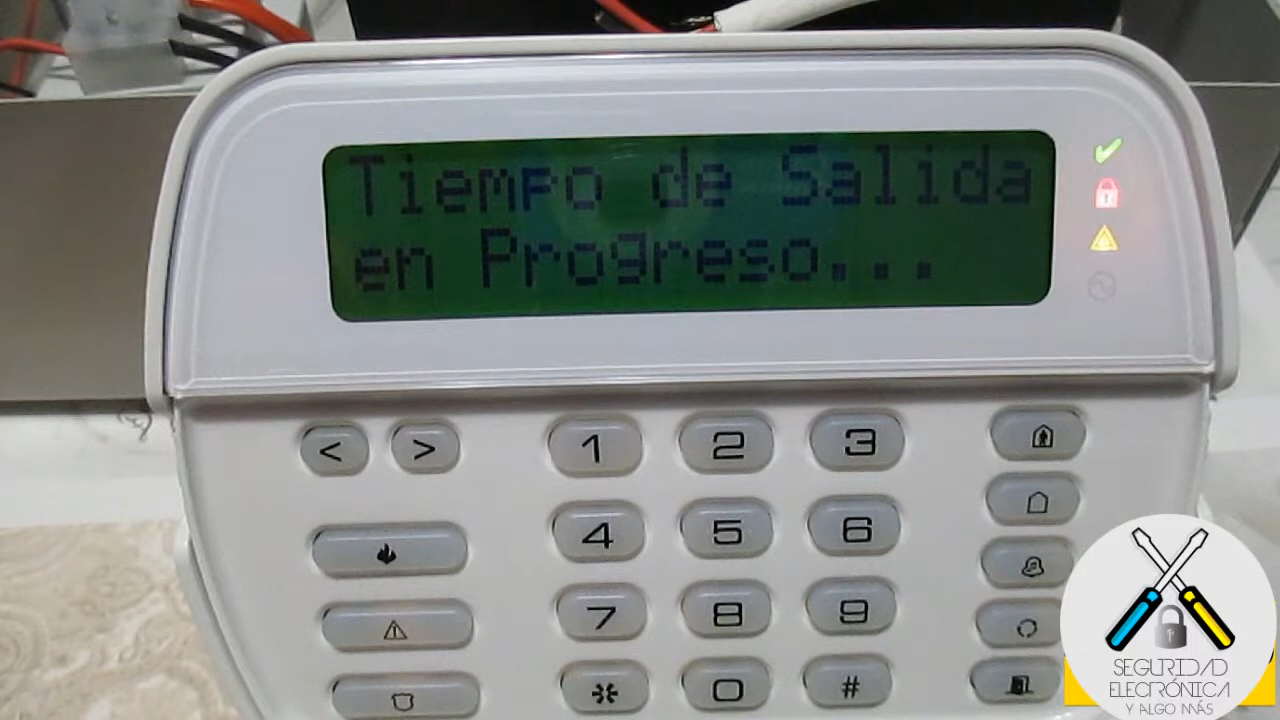 Tiempo de Salida
en Progreso...
< > 1 2 3
4 5 6
7 8 9
* 0 #
SEGURIDAD
ELECTRÓNICA
Y ALGO MÁS